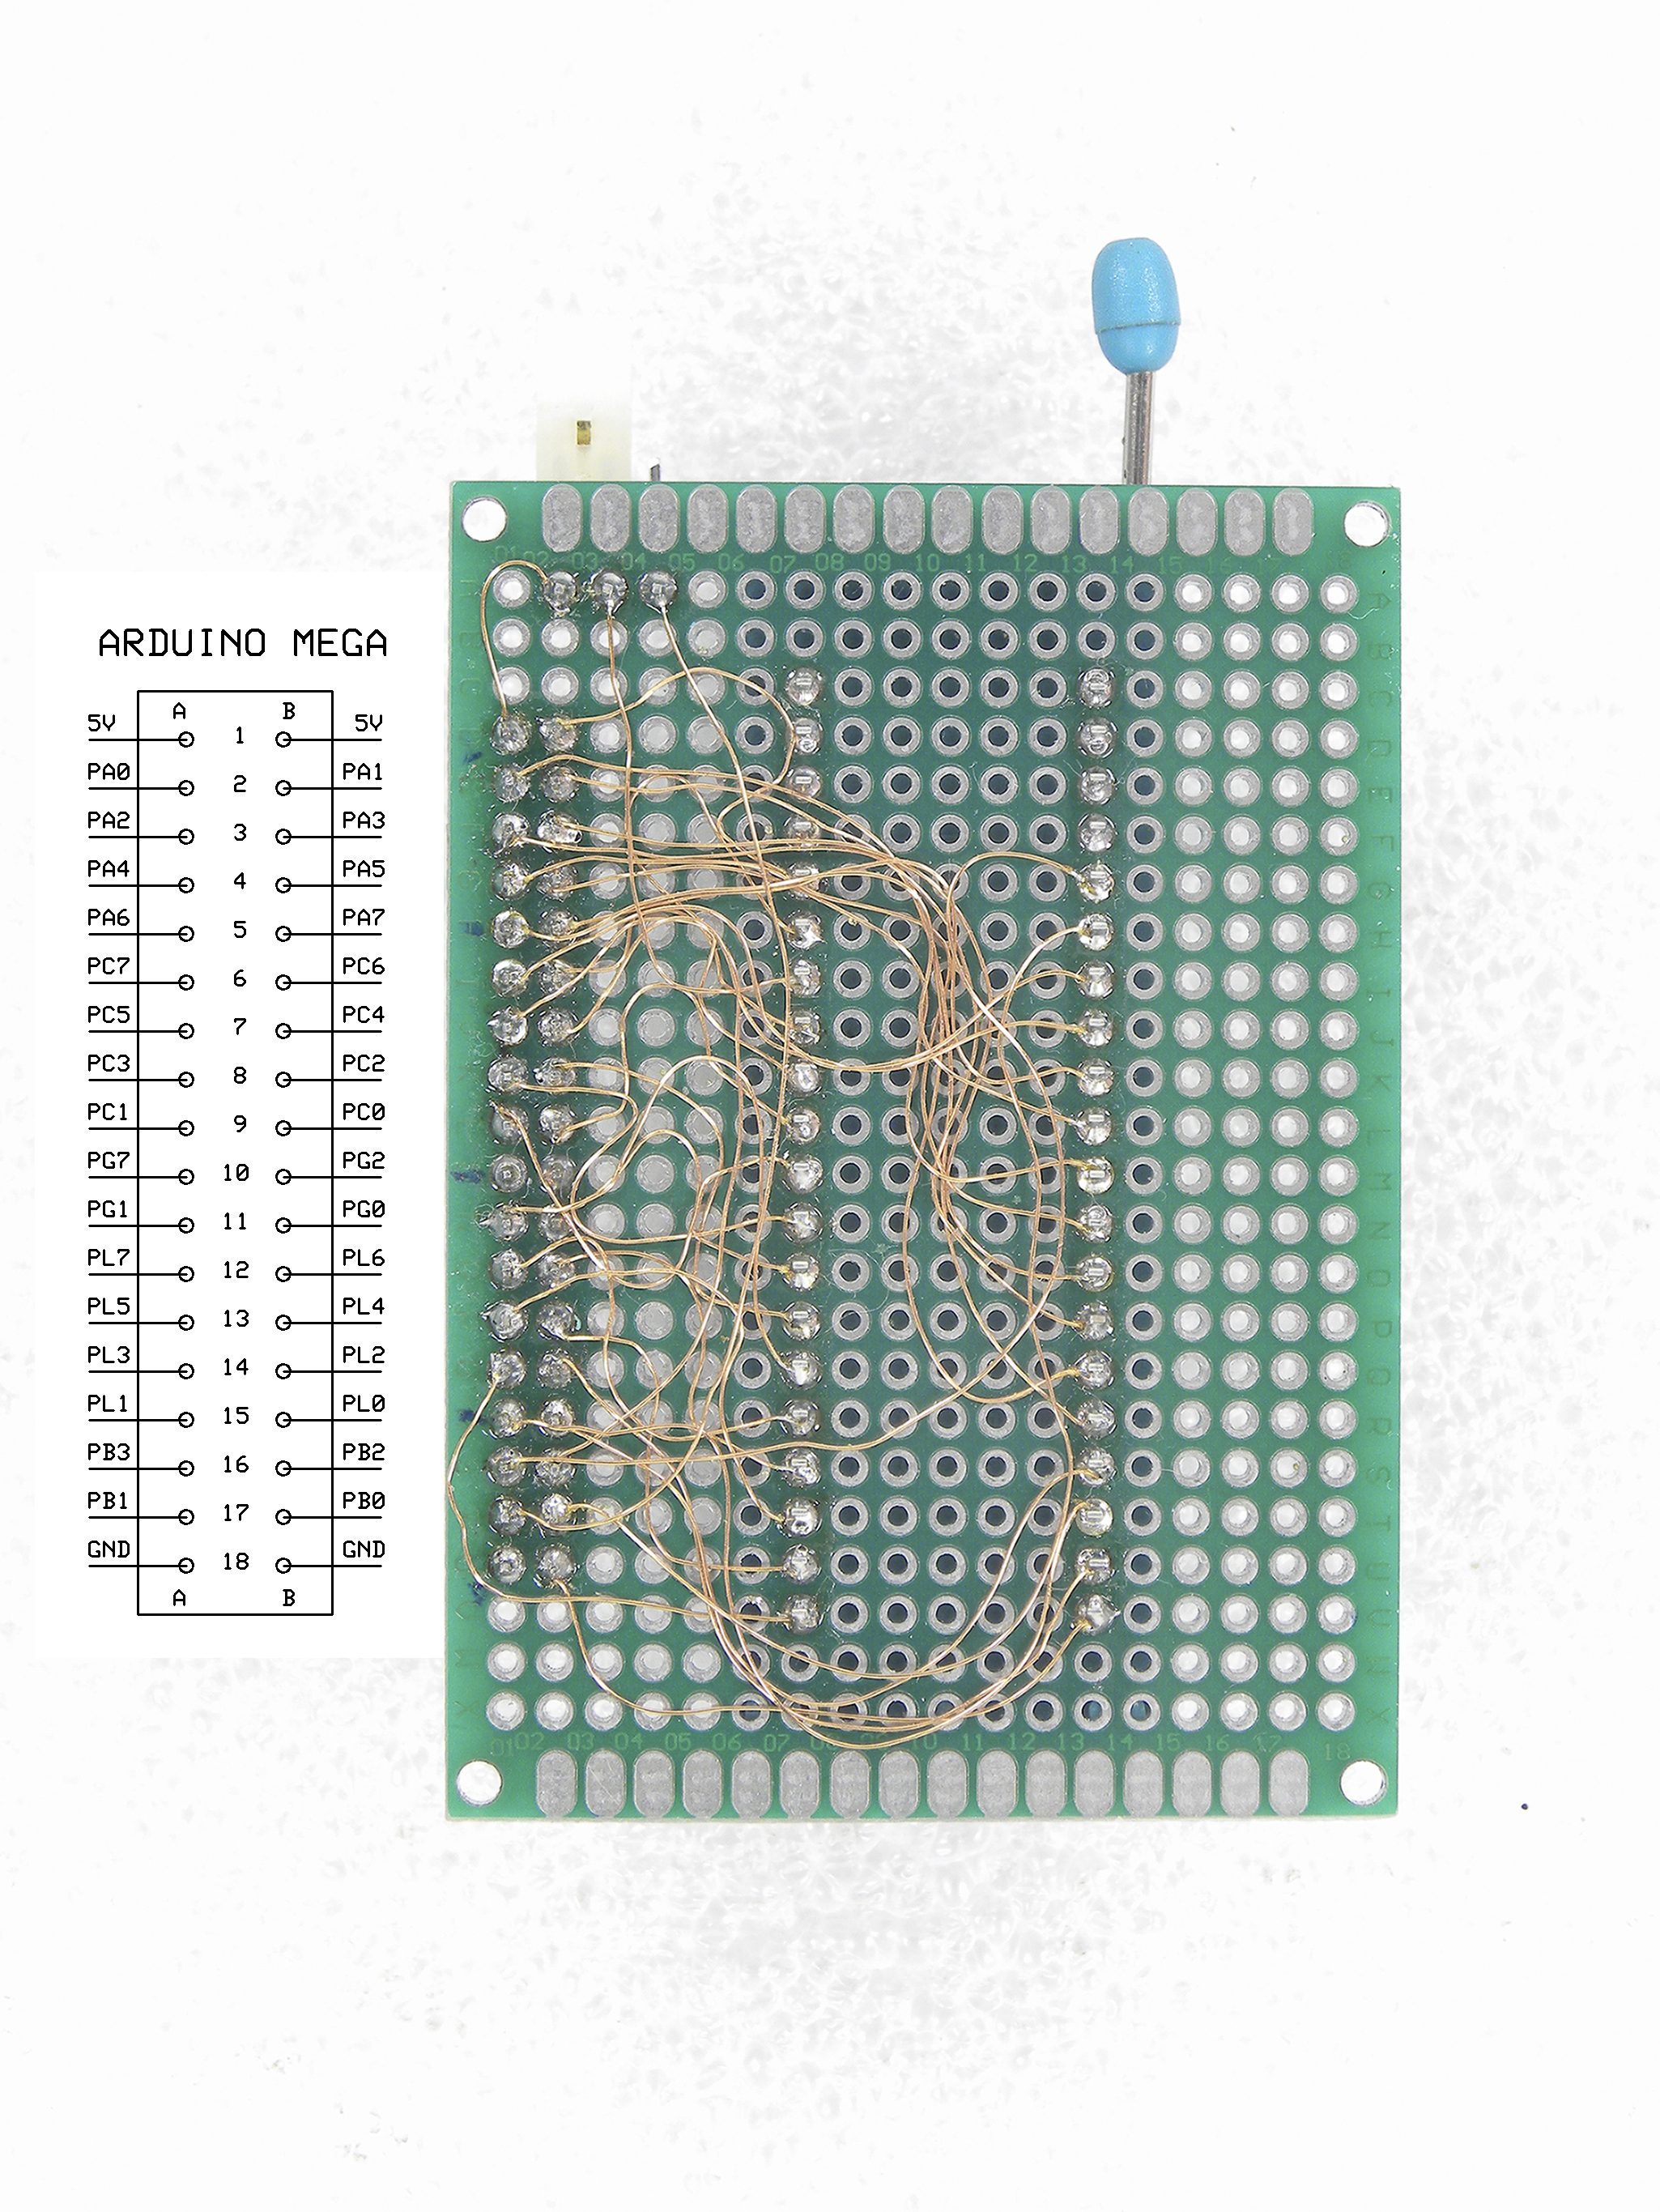 ARDUINO MEGA
A B
5V 1 5V
PA0 2 PA1
PA2 3 PA3
PA4 4 PA5
PA6 5 PA7
PC7 6 PC6
PC5 7 PC4
PC3 8 PC2
PC1 9 PC0
PG7 10 PG2
PG1 11 PG0
PL7 12 PL6
PL5 13 PL4
PL3 14 PL2
PL1 15 PL0
PB3 16 PB2
PB1 17 PB0
GND 18 GND
A B
01 02 03 04 05 06 07 08 09 10 11 12 13 14 15 16 17
A
B
C
D
E
F
G
H
I
J
K
L
M
N
O
P
Q
R
S
T
U
V
W
X
01 02 03 04 05 06 07 08 09 10 11 12 13 14 15 16 17 18